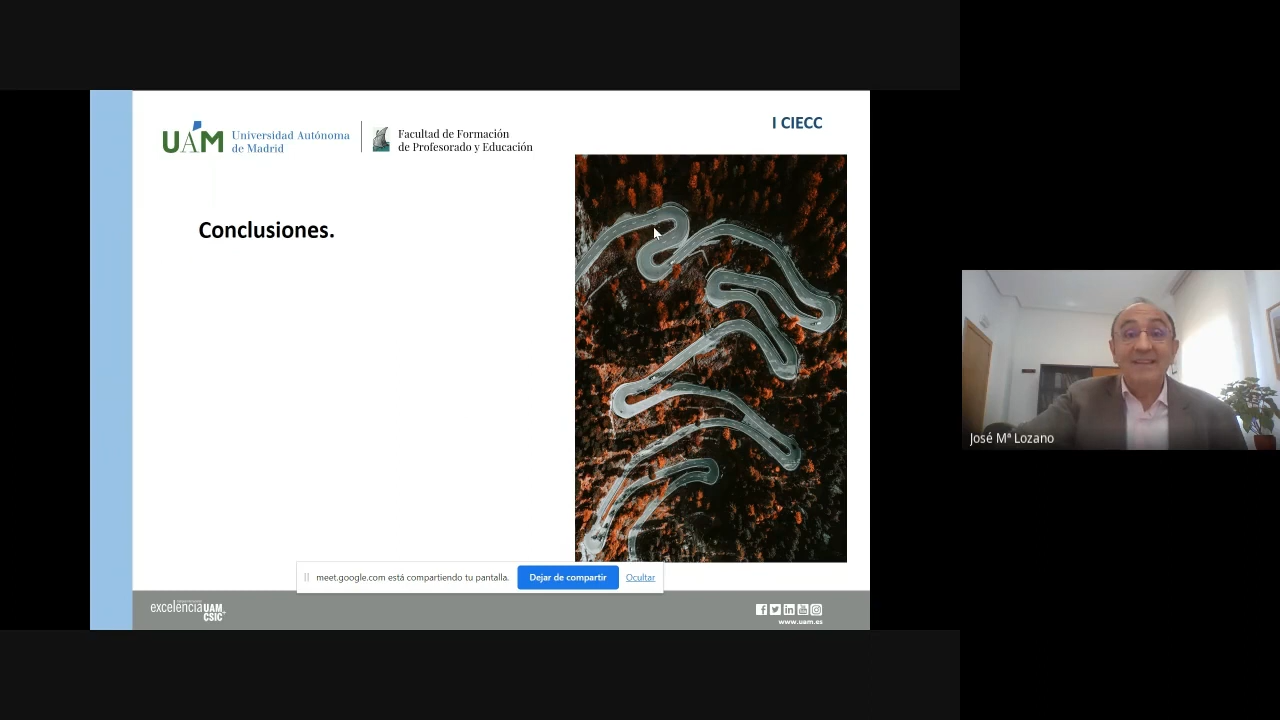 I CIECC
UAM Universidad Autónoma
de Madrid
Facultad de Formación
de Profesorado y Educación
Conclusiones.
José Mª Lozano
meet.google.com está compartiendo tu pantalla.
Dejar de compartir
Ocultar
excelencia UAM
CSIC+
www.uam.es